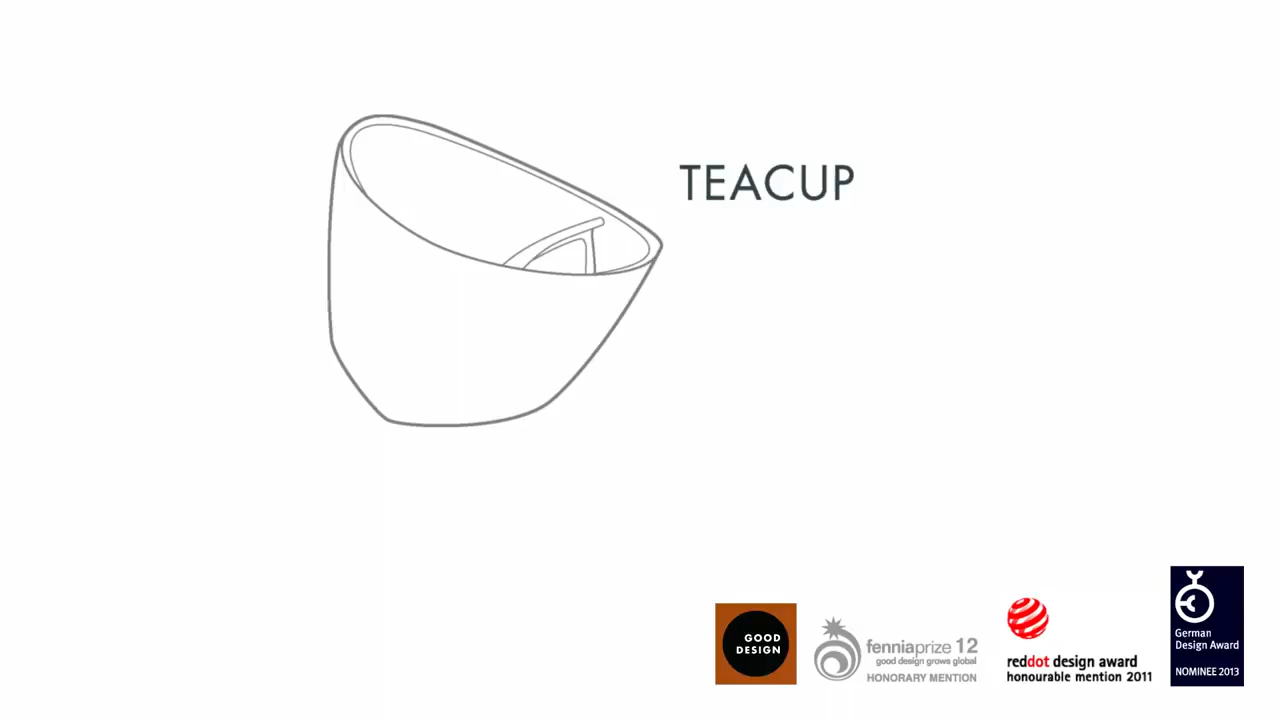 TEACUP
GOOD
DESIGN
fenniaprize 12
good design grows global
HONORARY MENTION
reddot design award
honourable mention 2011
German
Design Award
NOMINEE 2013